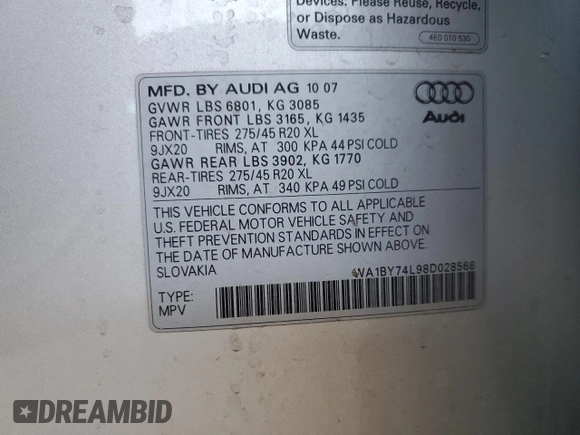 Devices. Please Reuse, Recycle,
or Dispose as Hazardous
Waste.
4E0 010 530
MFD. BY AUDI AG 10 07
GVWR LBS 6801, KG 3085
GAWR FRONT LBS 3165, KG 1435
FRONT-TIRES 275/45 R20 XL
9JX20 RIMS, AT 300 KPA 44 PSI COLD
GAWR REAR LBS 3902, KG 1770
REAR-TIRES 275/45 R20 XL
9JX20 RIMS, AT 340 KPA 49 PSI COLD
Audi
THIS VEHICLE CONFORMS TO ALL APPLICABLE
U.S. FEDERAL MOTOR VEHICLE SAFETY AND
THEFT PREVENTION STANDARDS IN EFFECT ON
THE DATE OF MANUFACTURE SHOWN ABOVE.
SLOVAKIA WA1BY74L98D028568
TYPE:
MPV
DREAMBID